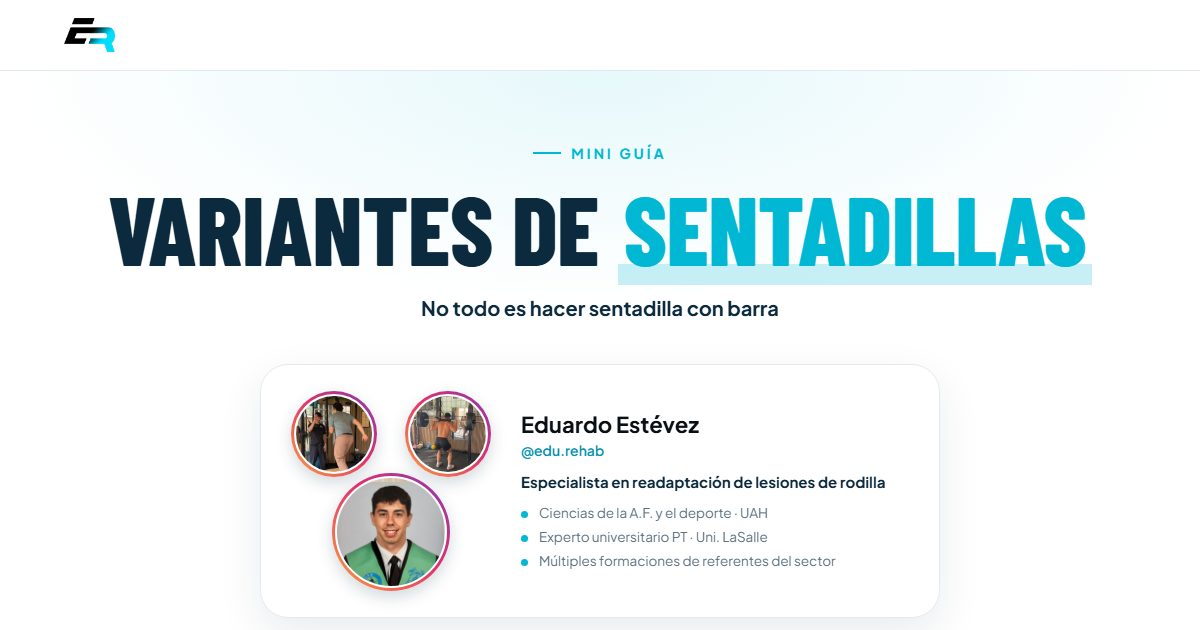 ER
MINI GUÍA
VARIANTES DE SENTADILLAS
No todo es hacer sentadilla con barra
Eduardo Estévez
@edu.rehab
Especialista en readaptación de lesiones de rodilla
Ciencias de la A.F. y el deporte · UAH
Experto universitario PT · Uni. LaSalle
Múltiples formaciones de referentes del sector